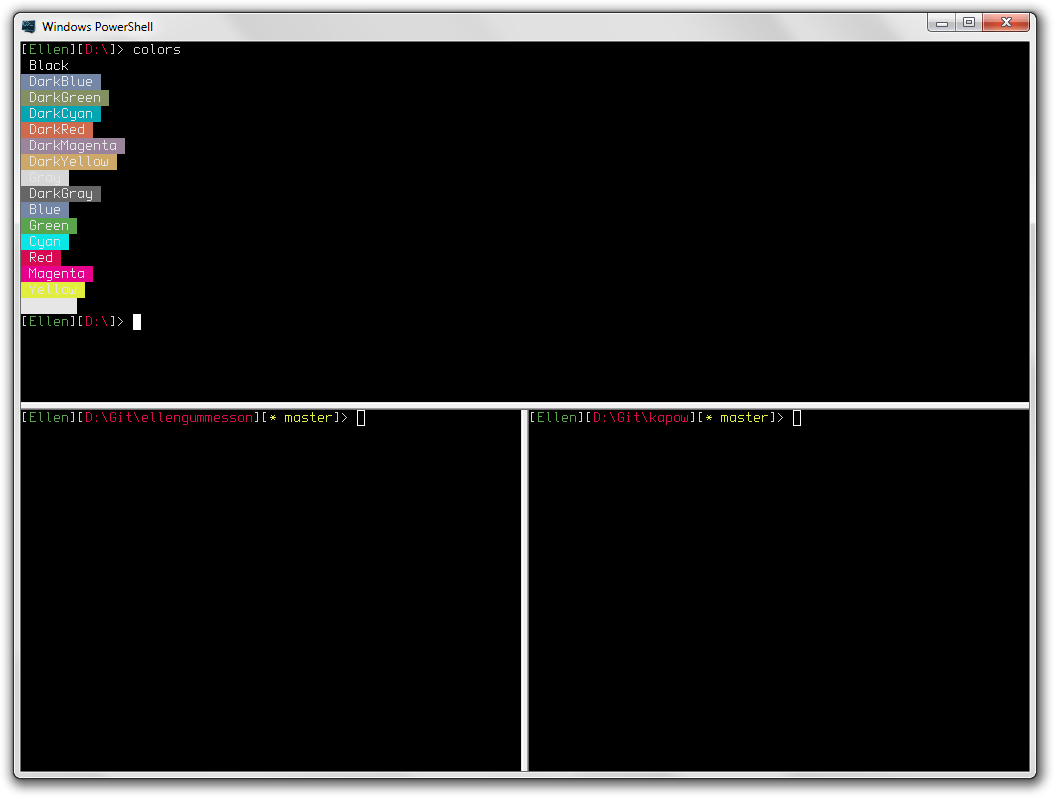 Windows PowerShell
[Ellen][D:\]> colors
Black
DarkBlue
DarkGreen
DarkCyan
DarkRed
DarkMagenta
DarkYellow
Gray
DarkGray
Blue
Green
Cyan
Red
Magenta
Yellow
[Ellen][D:\]>
[Ellen][D:\Git\ellengummesson][* master]>
[Ellen][D:\Git\kapow][* master]>